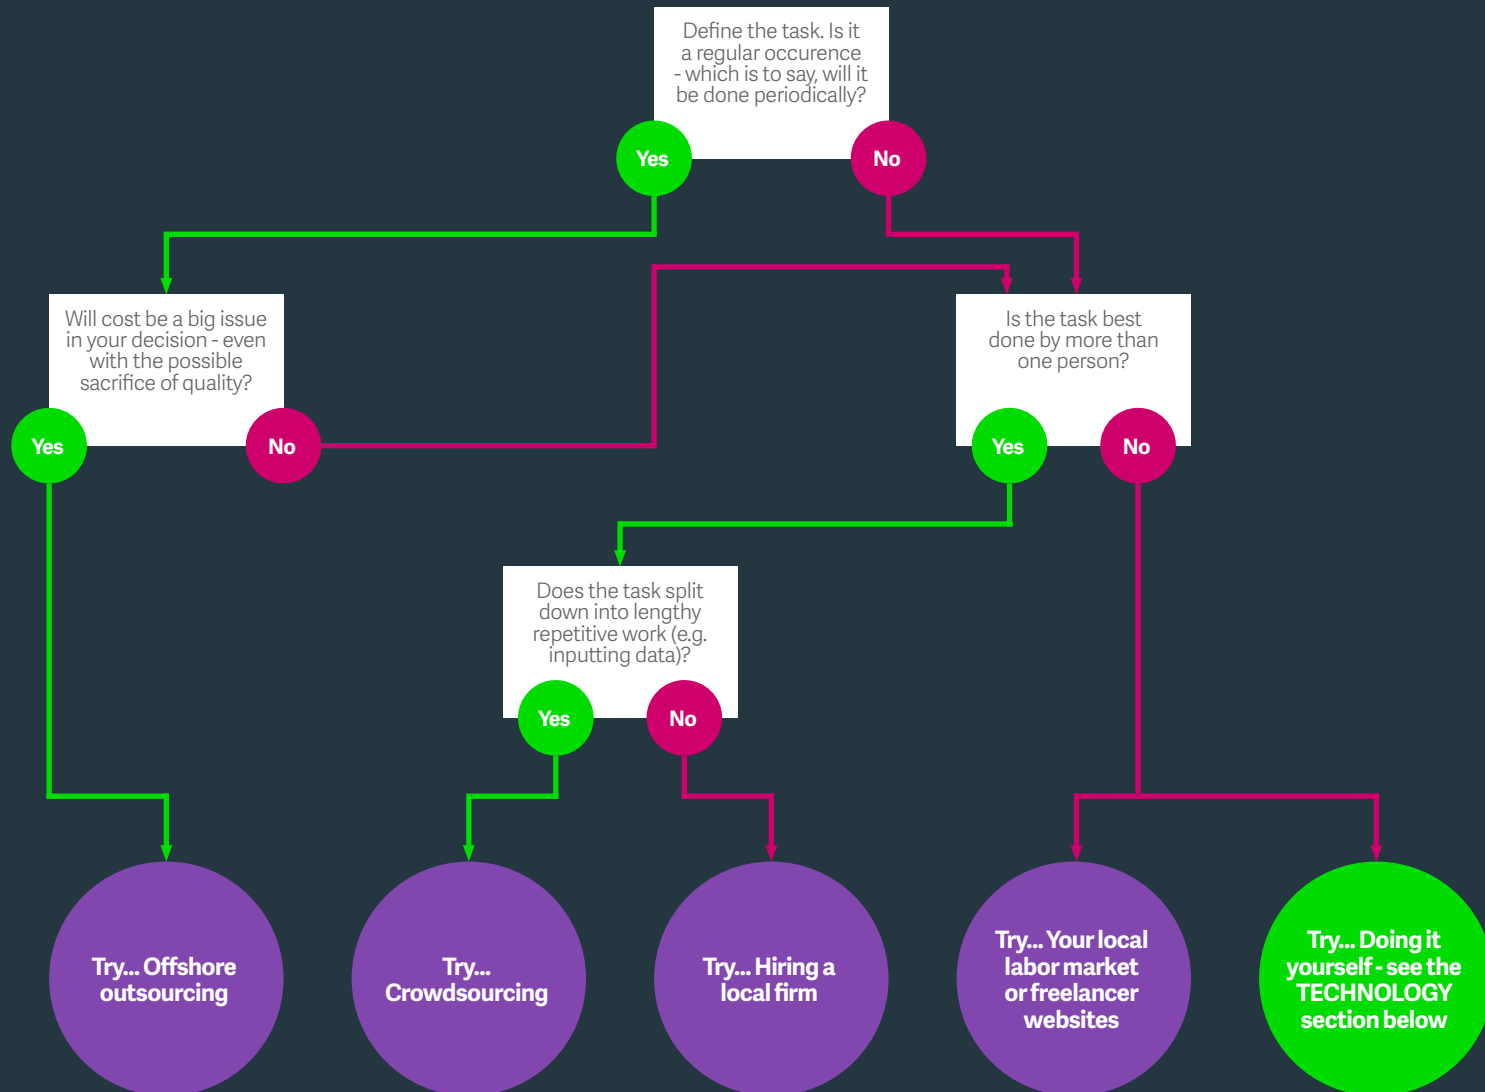 Define the task. Is it
a regular occurence
- which is to say, will it
be done periodically?
Yes
No
Will cost be a big issue
in your decision - even
with the possible
sacrifice of quality?
Yes
No
Is the task best
done by more than
one person?
Yes
No
Does the task split
down into lengthy
repetitive work (e.g.
inputting data)?
Yes
No
Try... Offshore
outsourcing
Try...
Crowdsourcing
Try... Hiring a
local firm
Try... Your local
labor market
or freelancer
websites
Try... Doing it
yourself - see the
TECHNOLOGY
section below